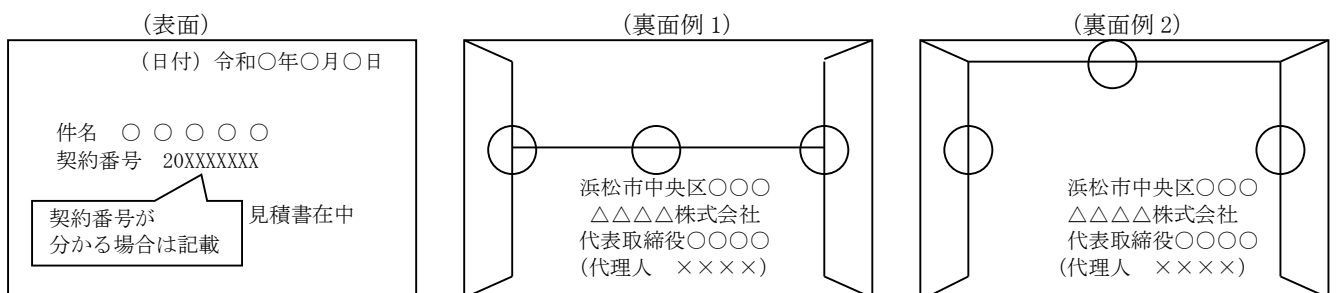 (表面)
(日付) 令和○年○月○日
件名 ○ ○ ○ ○ ○
契約番号 20XXXXXXX
契約番号が
分かる場合は記載
見積書在中
(裏面例 1)
浜松市中央区○○○
△△△△株式会社
代表取締役○○○○
(代理人 ××××)
(裏面例 2)
浜松市中央区○○○
△△△△株式会社
代表取締役○○○○
(代理人 ××××)